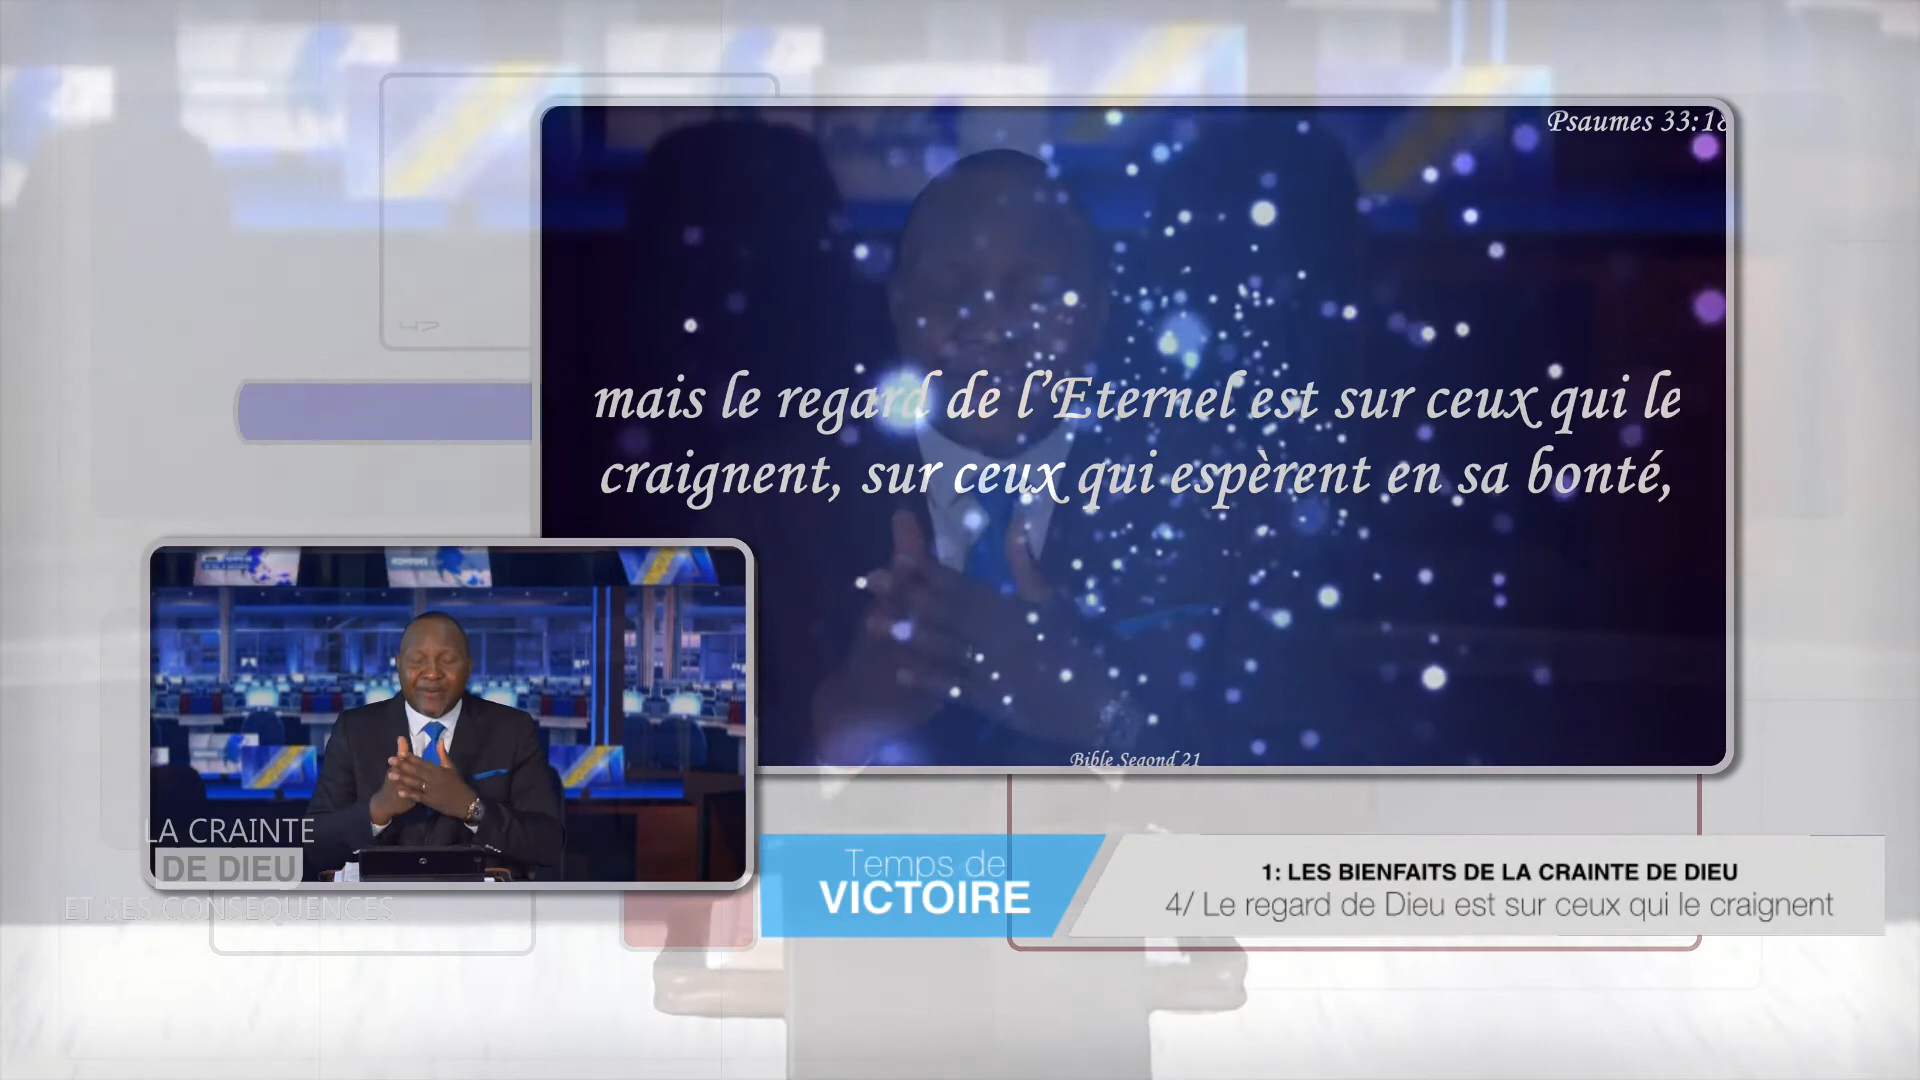 Psaumes 33:18
mais le regard de l'Eternel est sur ceux qui le
craignent, sur ceux qui espèrent en sa bonté,
Bible Segond 21
LA CRAINTE
DE DIEU
ET SES CONSEQUENCES
Temps de
VICTOIRE
1: LES BIENFAITS DE LA CRAINTE DE DIEU
4/ Le regard de Dieu est sur ceux qui le craignent